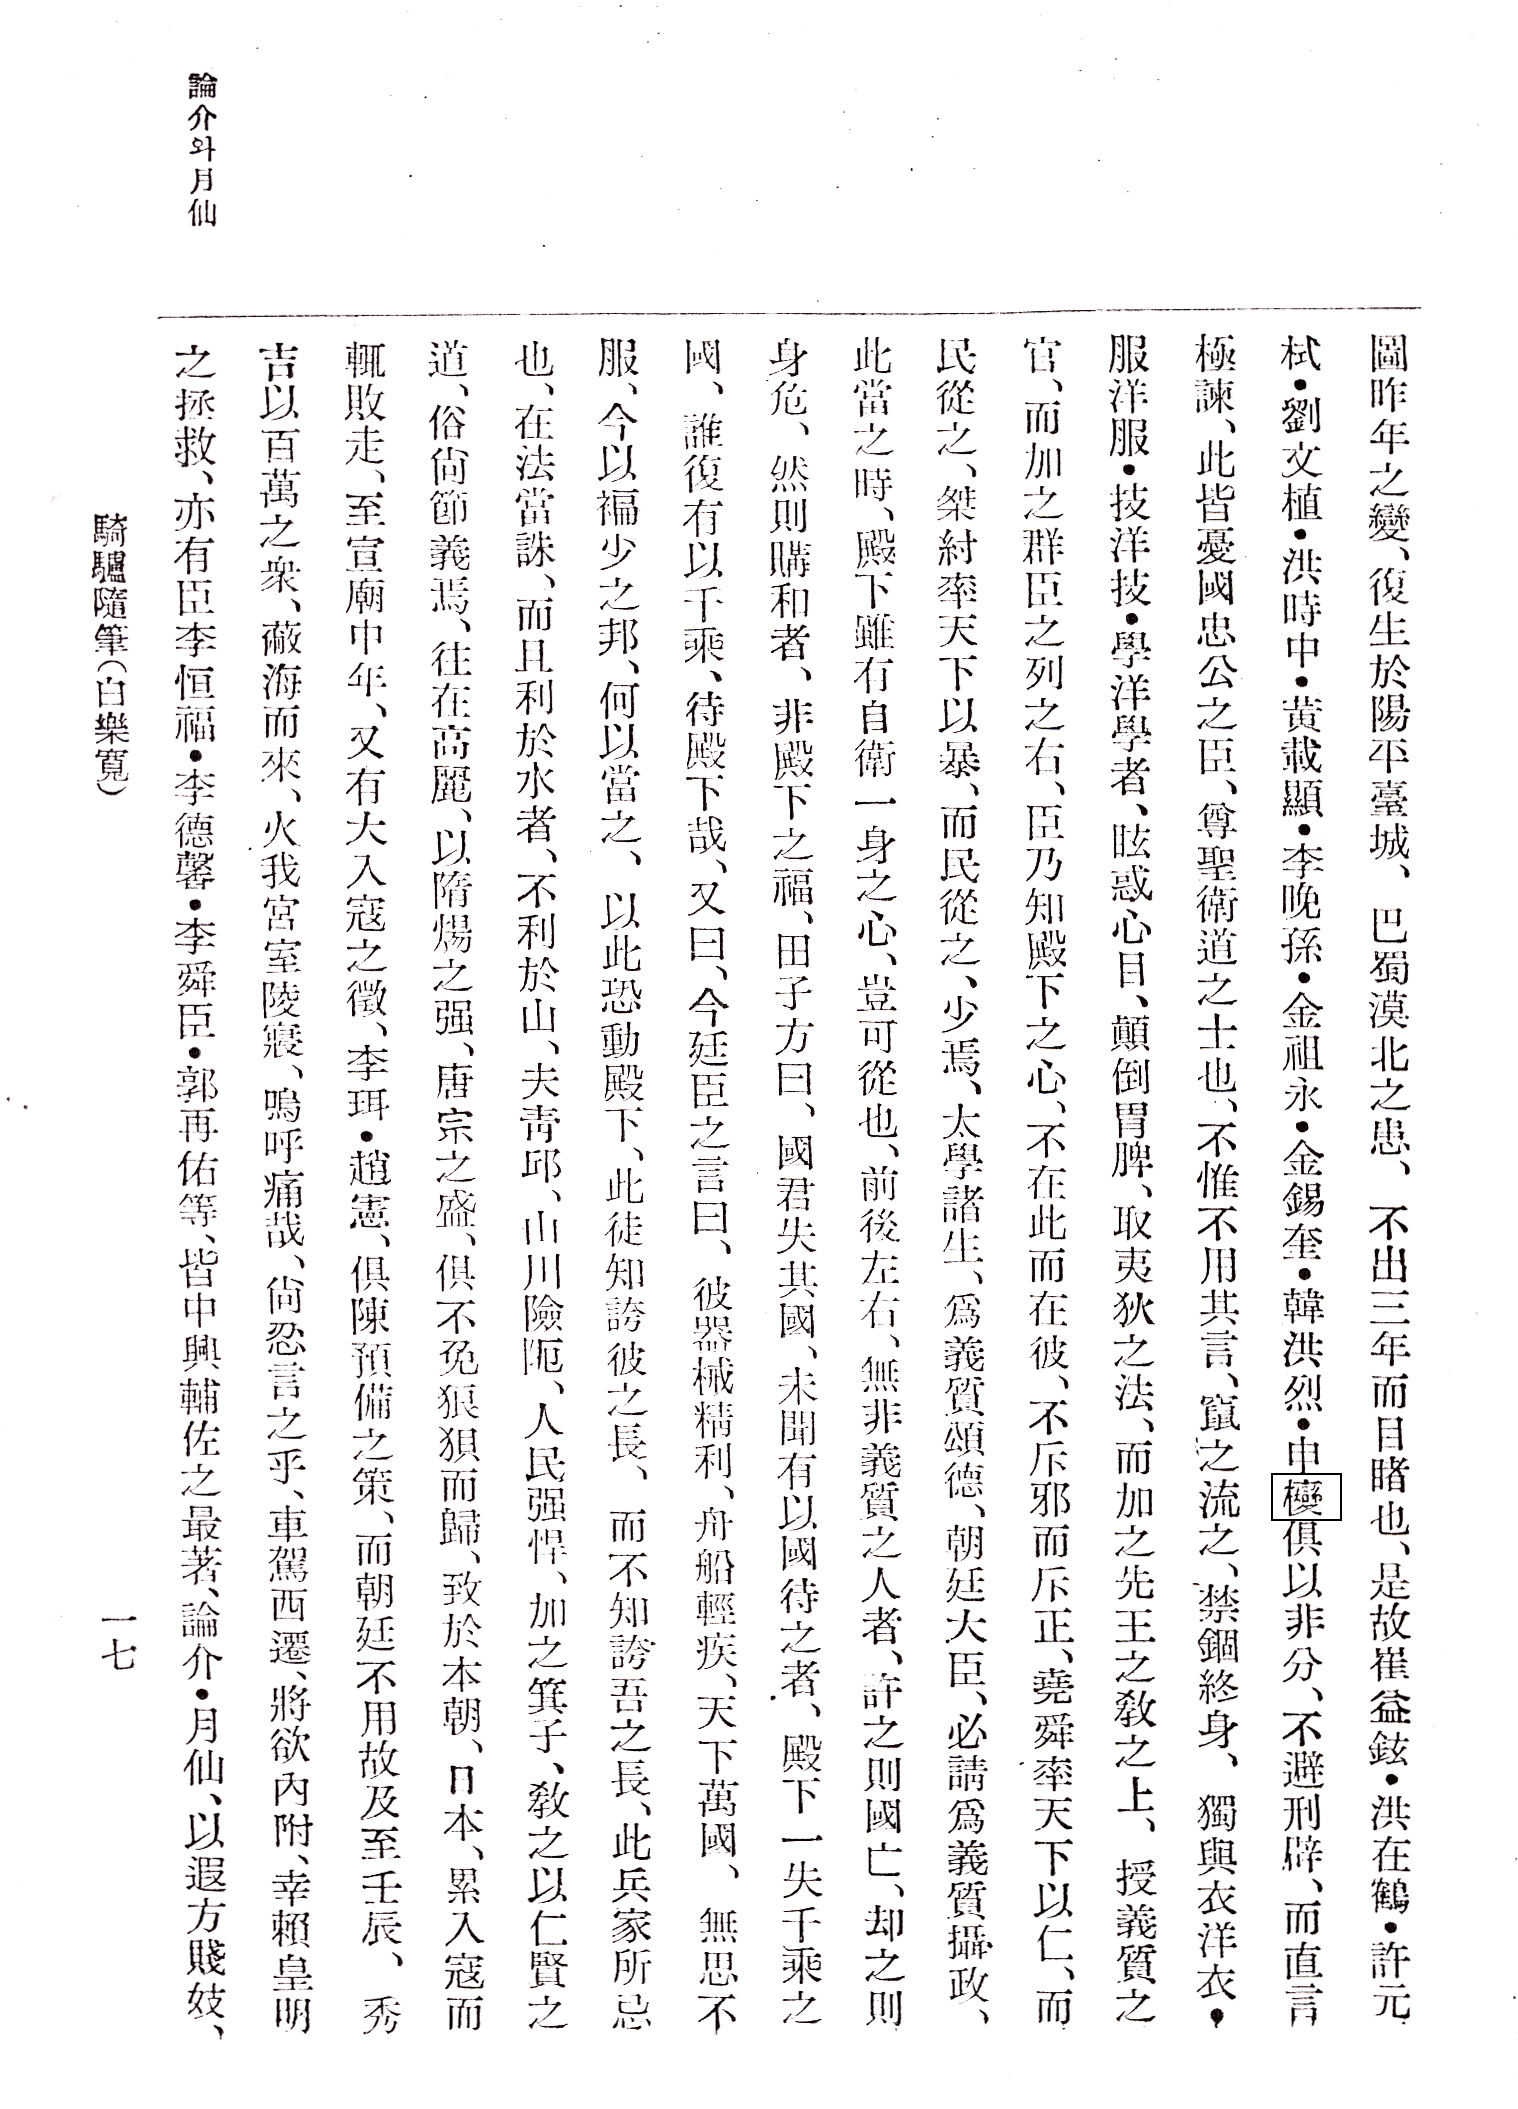 論介와月仙
圖昨年之變、復生於陽平臺城、巴蜀漠北之患、不出三年而目睹也、是故崔益鉉•洪在鶴•許元
栻•劉文植•洪時中•黃載顯•李晚孫•金祖永•金錫奎•韓洪烈•申欒俱以非分、不避刑辟、而直言
極諫、此皆憂國忠公之臣、尊聖衛道之士也、不惟不用其言、竄之流之、禁錮終身、獨與衣洋衣•
服洋服•技洋技•學洋學者、眩惑心目、顛倒胃脾、取夷狄之法、而加之先王之敎之上、授義質之
官、而加之群臣之列之右、臣乃知殿下之心、不在此而在彼、不斥邪而斥正、堯舜率天下以仁、而
民從之、桀紂率天下以暴、而民從之、少焉、太學諸生、爲義質頌德、朝廷大臣、必請爲義質攝政、
此當之時、殿下雖有自衛一身之心、豈可從也、前後左右、無非義質之人者、許之則國亡、却之則
身危、然則購和者、非殿下之福、田子方曰、國君失其國、未聞有以國待之者、殿下一失千乘之
國、誰復有以千乘、待殿下哉、又曰、今廷臣之言曰、彼器械精利、舟船輕疾、天下萬國、無思不
服、今以褊少之邦、何以當之、以此恐動殿下、此徒知誇彼之長、而不知誇吾之長、此兵家所忌
也、在法當誅、而且利於水者、不利於山、夫靑邱、山川險阨、人民强悍、加之箕子、敎之以仁賢之
道、俗尙節義焉、往在高麗、以隋煬之强、唐宗之盛、俱不免狼狽而歸、致於本朝、日本、累入寇而
輒敗走、至宣廟中年、又有大入寇之徵、李珥•趙憲、俱陳預備之策、而朝廷不用故及至壬辰、秀
吉以百萬之衆、蔽海而來、火我宮室陵寢、嗚呼痛哉、尙忍言之乎、車駕西遷、將欲內附、幸賴皇明
之拯救、亦有臣李恒福•李德馨•李舜臣•郭再佑等、皆中興輔佐之最著、論介•月仙、以遐方賤妓、
騎驢隨筆(白樂寬)
一七